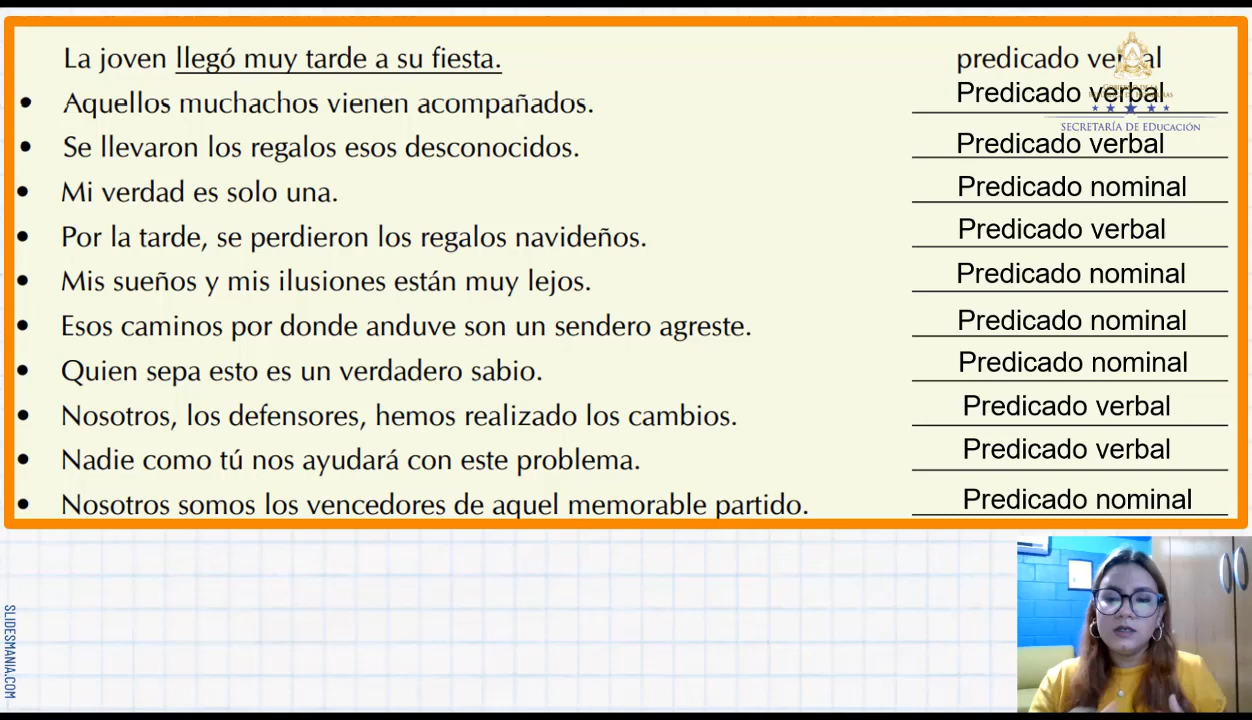 La joven llegó muy tarde a su fiesta. predicado verbal
• Aquellos muchachos vienen acompañados. Predicado verbal
• Se llevaron los regalos esos desconocidos. Predicado verbal
• Mi verdad es solo una. Predicado nominal
• Por la tarde, se perdieron los regalos navideños. Predicado verbal
• Mis sueños y mis ilusiones están muy lejos. Predicado nominal
• Esos caminos por donde anduve son un sendero agreste. Predicado nominal
• Quien sepa esto es un verdadero sabio. Predicado nominal
• Nosotros, los defensores, hemos realizado los cambios. Predicado verbal
• Nadie como tú nos ayudará con este problema. Predicado verbal
• Nosotros somos los vencedores de aquel memorable partido. Predicado nominal
SECRETARÍA DE EDUCACIÓN
SLIDESMANIA.COM